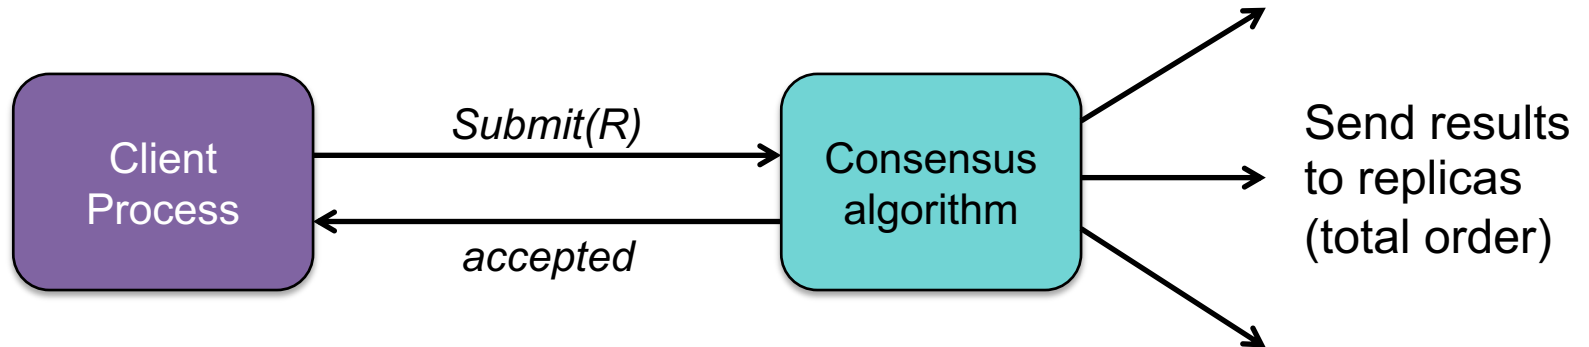 Client
Process
Submit(R)
accepted
Consensus
algorithm
Send results
to replicas
(total order)